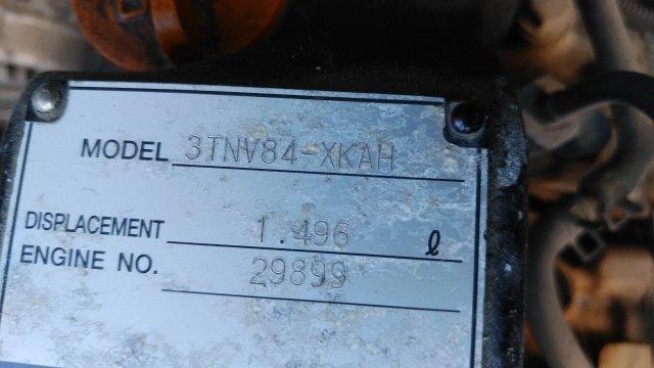 MODEL 3TNV84-XKAH
DISPLACEMENT 1.496 ℓ
ENGINE NO. 29899